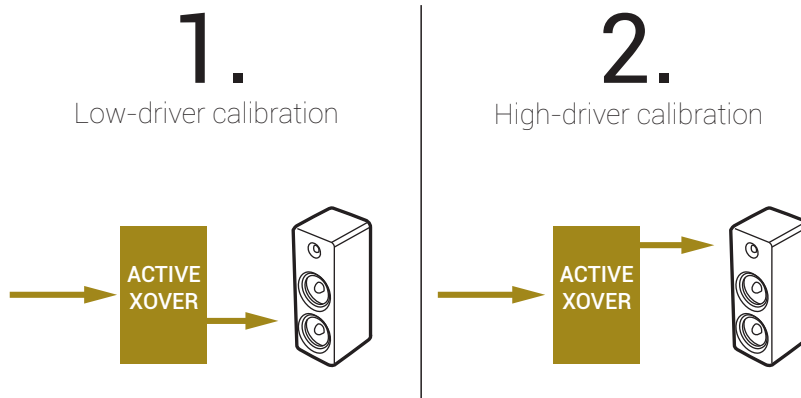 1.
Low-driver calibration
ACTIVE
XOVER
2.
High-driver calibration
ACTIVE
XOVER